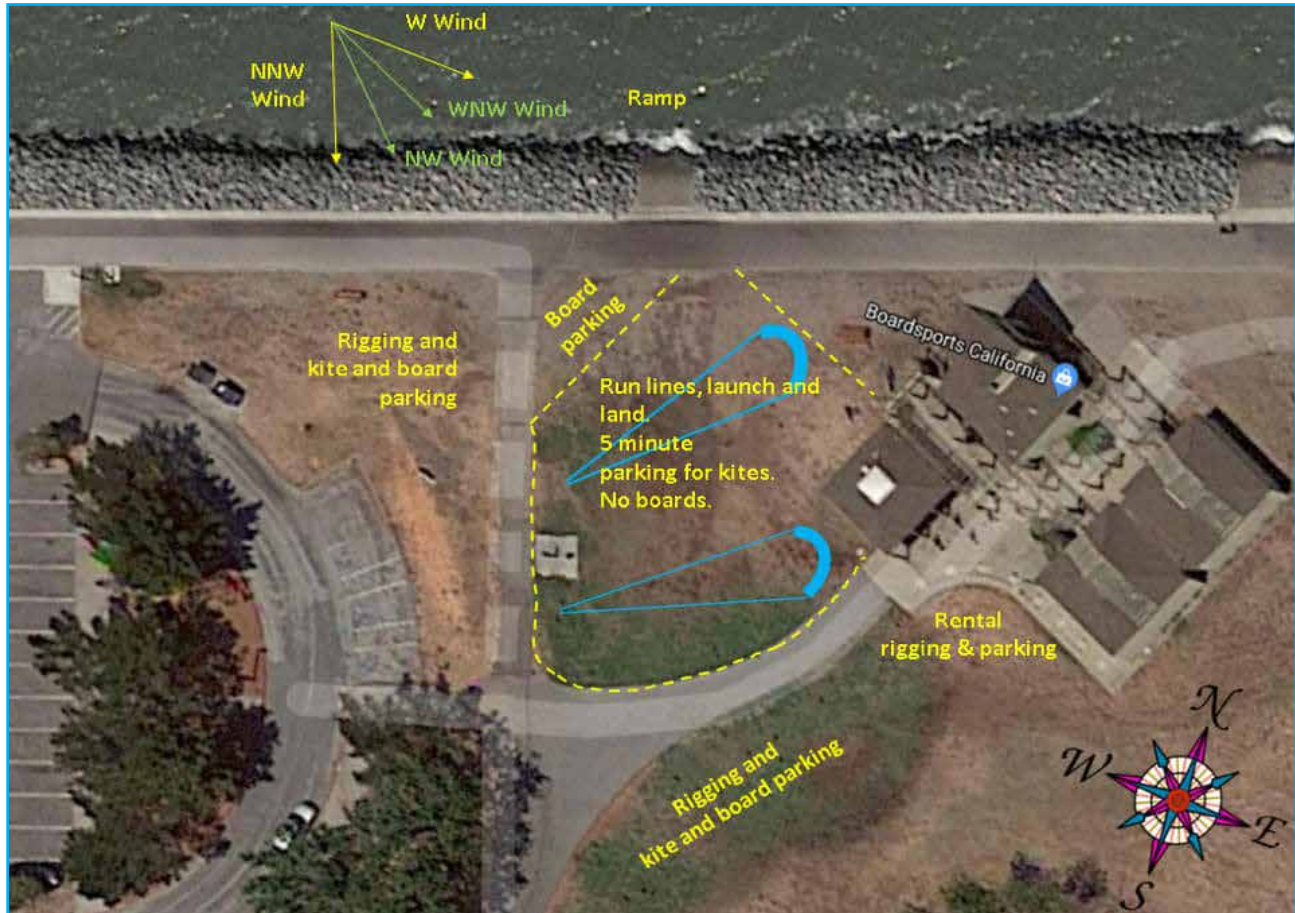 W Wind
NNW
Wind
WNW Wind
NW Wind
Ramp
Board
parking
Rigging and
kite and board
parking
Boardsports California
Run lines, launch and
land.
5 minute
parking for kites.
No boards.
Rental
rigging & parking
Rigging and
kite and board parking
N
W
E
S